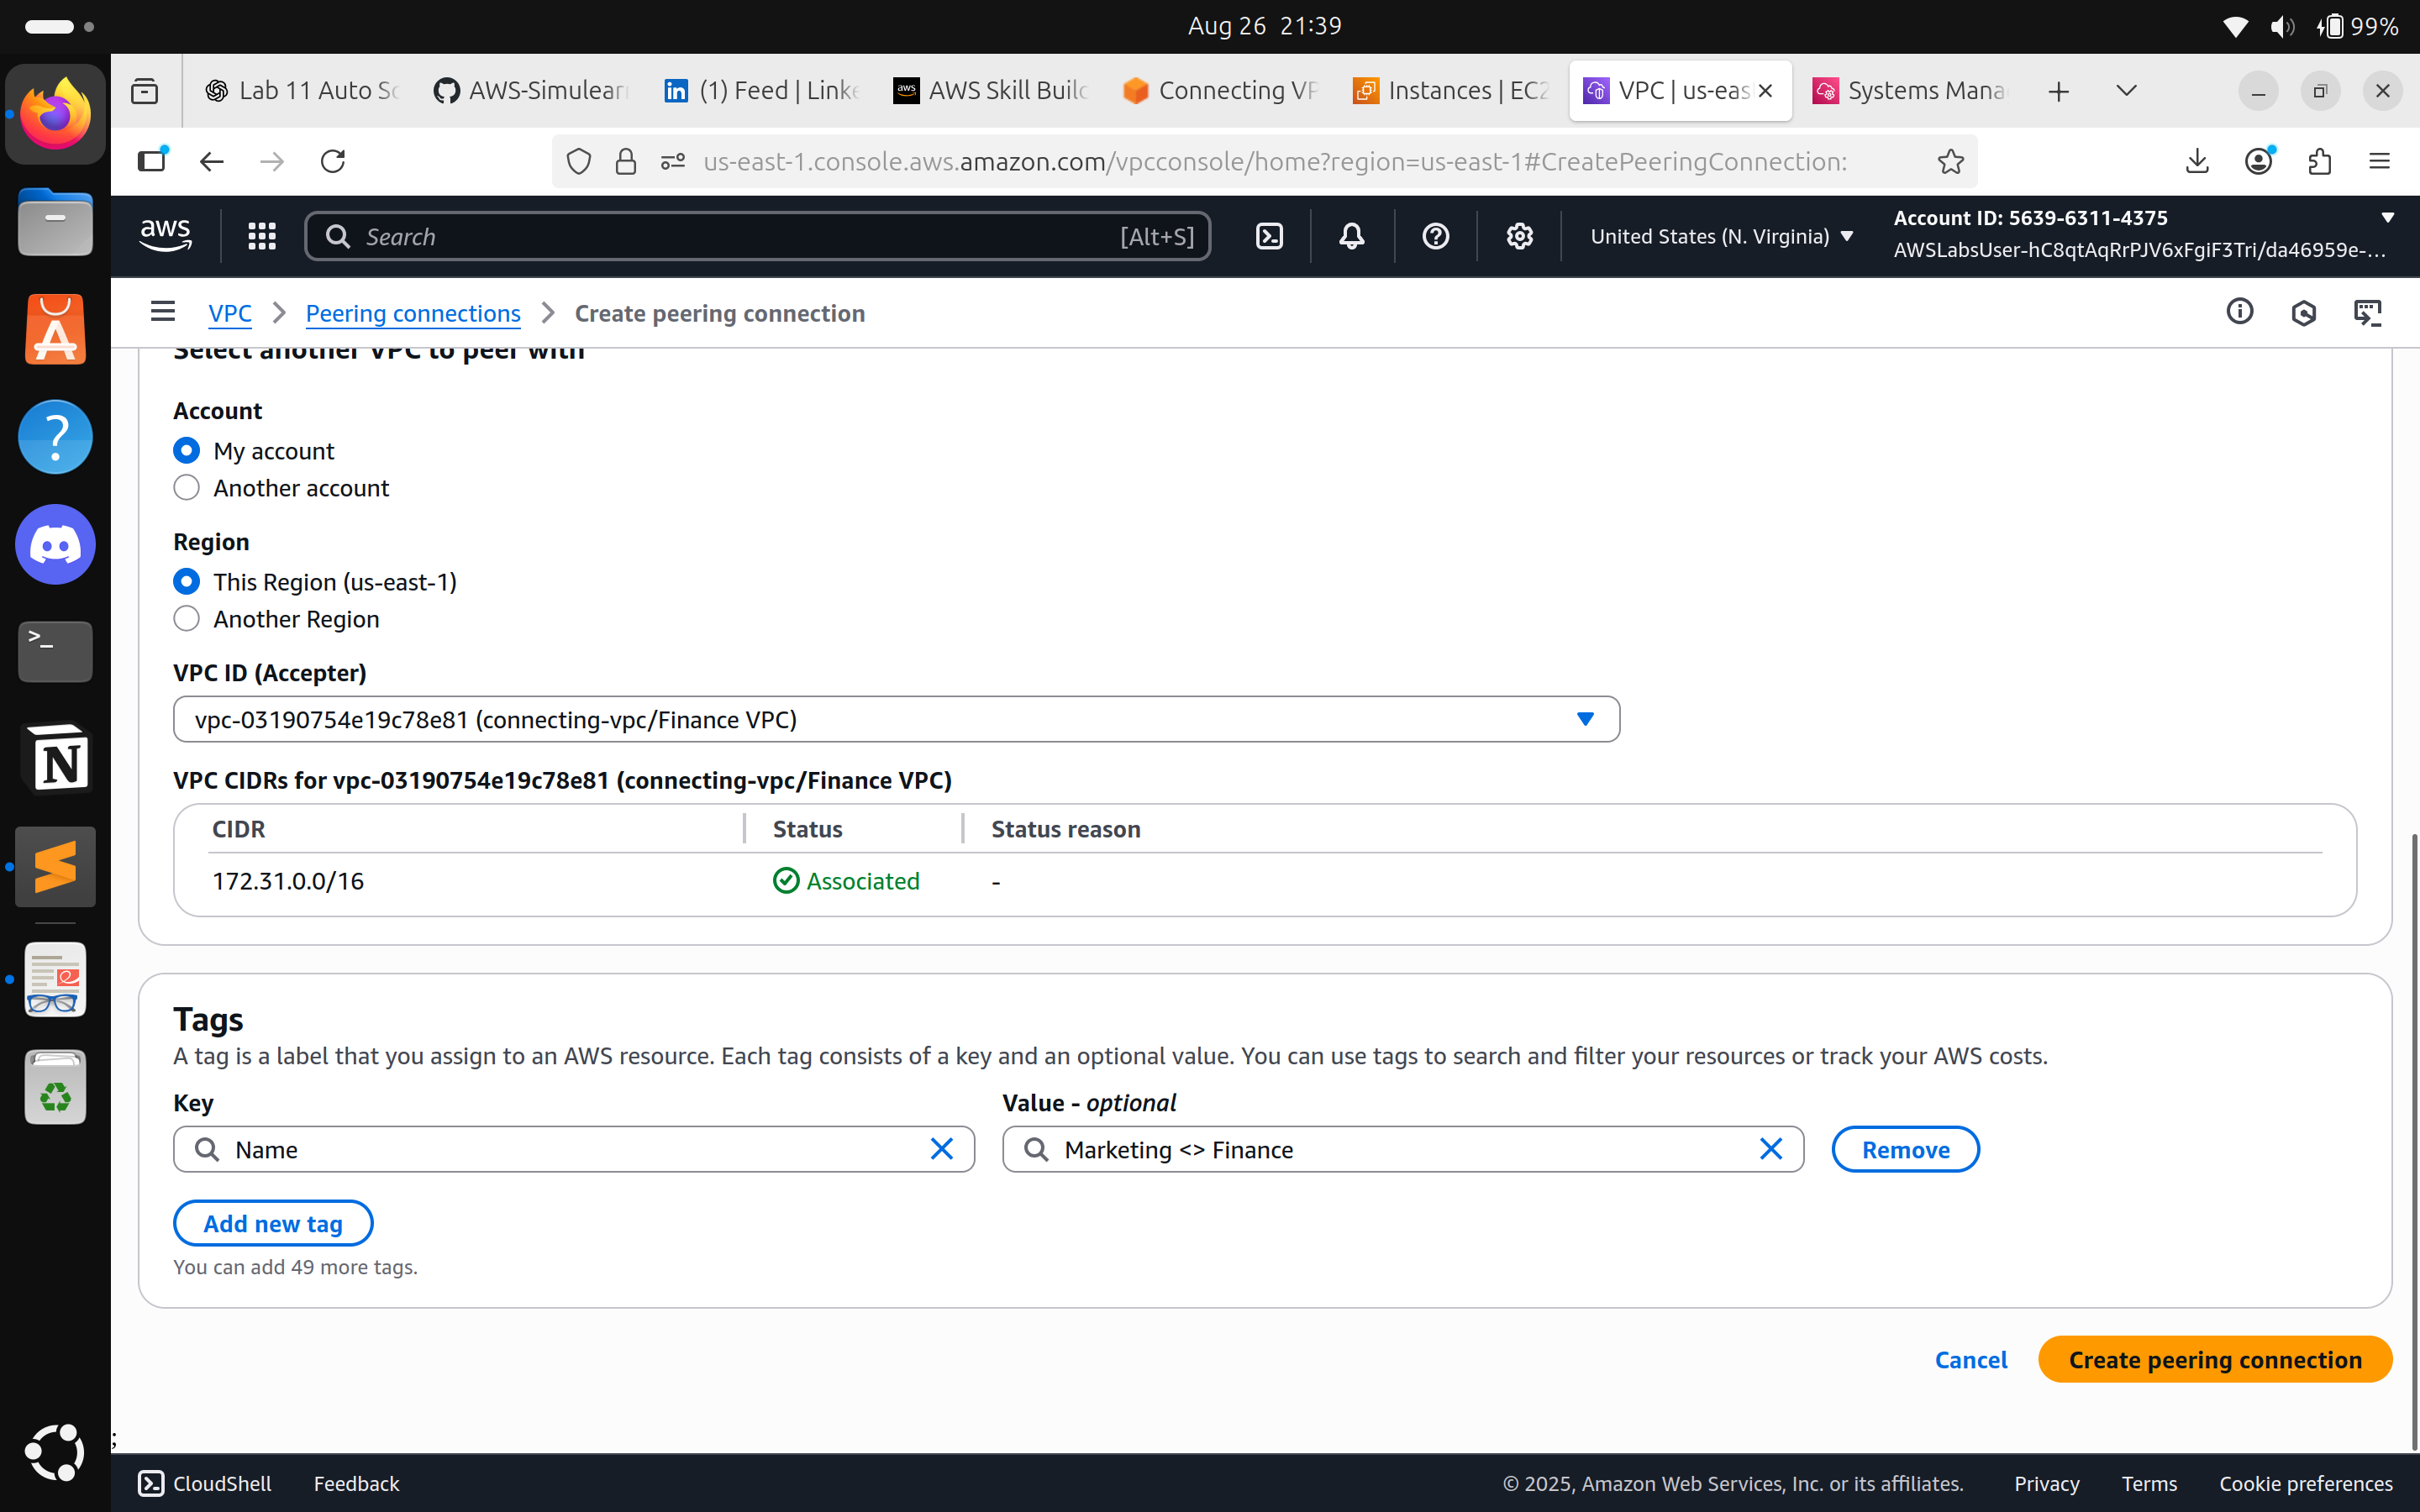 Aug 26 21:39
99%
Lab 11 Auto Sc
AWS-Simulearn
(1) Feed | Linke
AWS Skill Builc
Connecting VP
Instances | EC2
VPC | us-eas
Systems Mana
us-east-1.console.aws.amazon.com/vpcconsole/home?region=us-east-1#CreatePeeringConnection:
aws
Search
[Alt+S]
United States (N. Virginia)
Account ID: 5639-6311-4375
AWSLabsUser-hC8qtAqRrPJV6xFgiF3Tri/da46959e-...
VPC
Peering connections
Create peering connection
Select another VPC to peer with
Account
My account
Another account
Region
This Region (us-east-1)
Another Region
VPC ID (Accepter)
vpc-03190754e19c78e81 (connecting-vpc/Finance VPC)
VPC CIDRs for vpc-03190754e19c78e81 (connecting-vpc/Finance VPC)
CIDR
Status
Status reason
172.31.0.0/16
Associated
-
Tags
A tag is a label that you assign to an AWS resource. Each tag consists of a key and an optional value. You can use tags to search and filter your resources or track your AWS costs.
Key
Value - optional
Name
Marketing <> Finance
Remove
Add new tag
You can add 49 more tags.
Cancel
Create peering connection
;
CloudShell
Feedback
© 2025, Amazon Web Services, Inc. or its affiliates.
Privacy
Terms
Cookie preferences